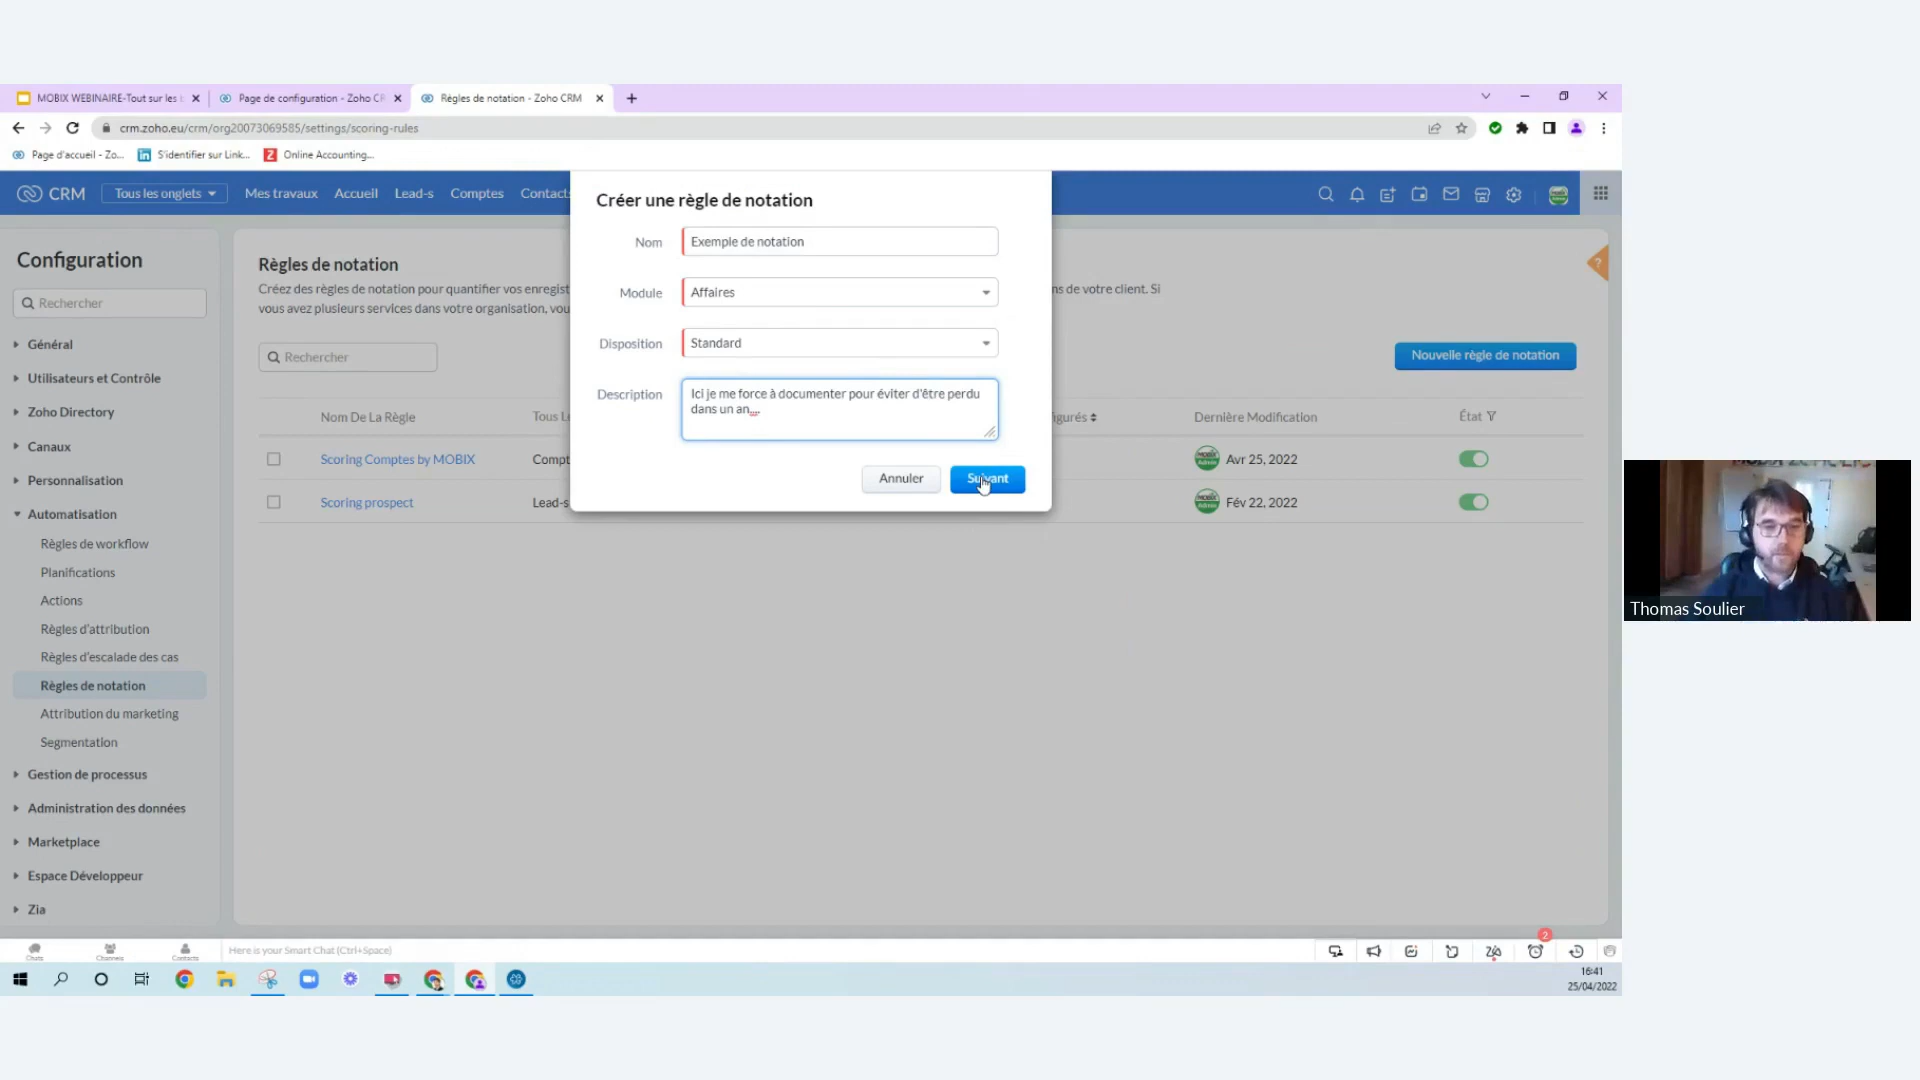 MOBIX WEBINAIRE-Tout sur les
Page de configuration - Zoho CR
Règles de notation - Zoho CRM
crm.zoho.eu/crm/org20073069585/settings/scoring-rules
Page d'accueil - Zo...
S'identifier sur Link...
Online Accounting...
CRM
Tous les onglets
Mes travaux
Accueil
Lead-s
Comptes
Contacts
Créer une règle de notation
Nom
Exemple de notation
Module
Affaires
Disposition
Standard
Description
Ici je me force à documenter pour éviter d'être perdu
dans un an....
Annuler
Suivant
Configuration
Rechercher
Général
Utilisateurs et Contrôle
Zoho Directory
Canaux
Personnalisation
Automatisation
Règles de workflow
Planifications
Actions
Règles d'attribution
Règles d'escalade des cas
Règles de notation
Attribution du marketing
Segmentation
Gestion de processus
Administration des données
Marketplace
Espace Développeur
Zia
Règles de notation
Créez des règles de notation pour quantifier vos enregist
ns de votre client. Si
vous avez plusieurs services dans votre organisation, vou
Rechercher
Nouvelle règle de notation
Nom De La Règle
Tous L
igurés
Dernière Modification
État
Scoring Comptes by MOBIX
Compt
Avr 25, 2022
Scoring prospect
Lead-s
Fév 22, 2022
?
Thomas Soulier
Chats
Channels
Contacts
Here is your Smart Chat (Ctrl+Space)
2
16:41
25/04/2022